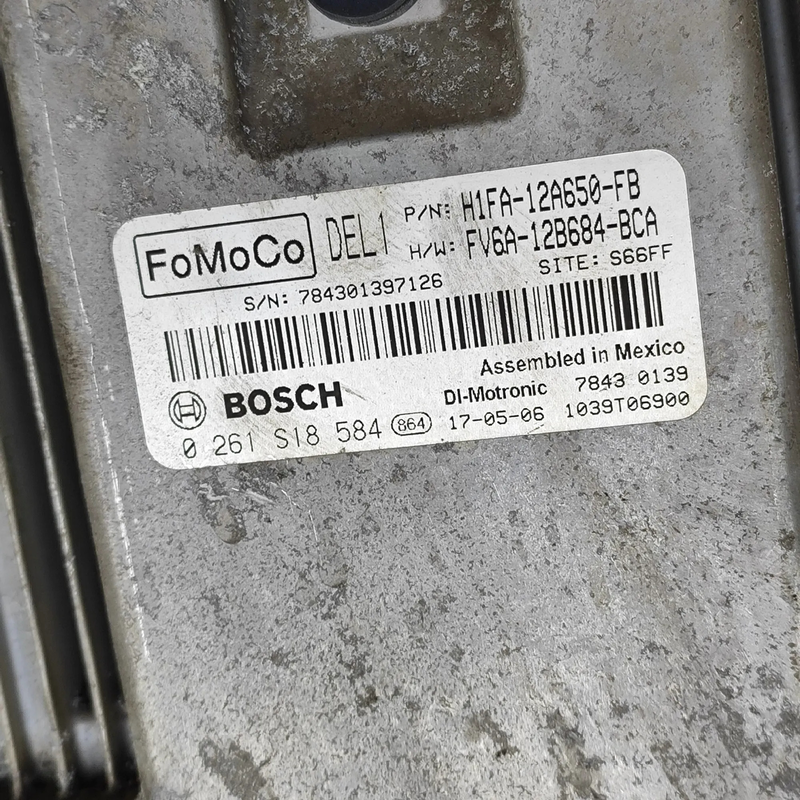 FoMoCo DEL1 P/N: H1FA-12A650-FB
H/W: FV6A-12B684-BCA
S/N: 784301397126 SITE: S66FF
Assembled in Mexico
BOSCH DI-Motronic 7843 0139
0 261 S18 584 864 17-05-06 1039T06900